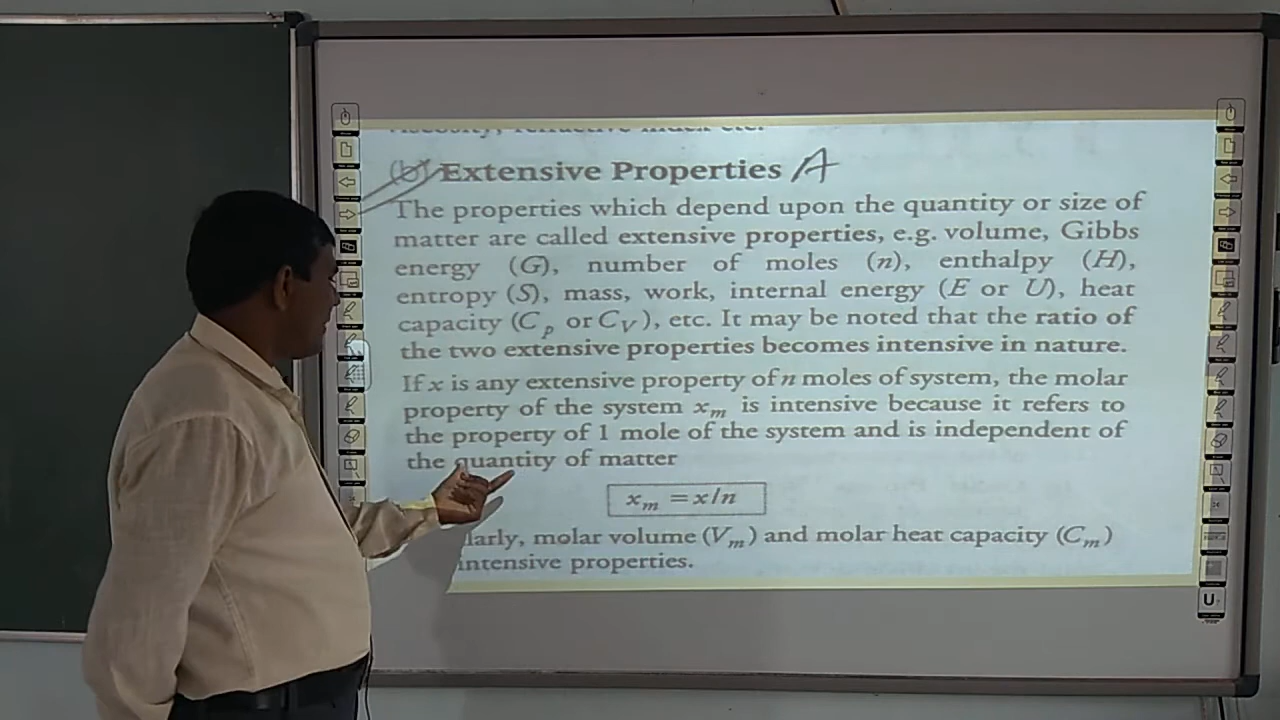 (b) Extensive Properties A
The properties which depend upon the quantity or size of
matter are called extensive properties, e.g. volume, Gibbs
energy (G), number of moles (n), enthalpy (H),
entropy (S), mass, work, internal energy (E or U), heat
capacity (Cₚ or C_V), etc. It may be noted that the ratio of
the two extensive properties becomes intensive in nature.
If x is any extensive property of n moles of system, the molar
property of the system xₘ is intensive because it refers to
the property of 1 mole of the system and is independent of
the quantity of matter
xₘ = x/n
larly, molar volume (Vₘ) and molar heat capacity (Cₘ)
intensive properties.
U